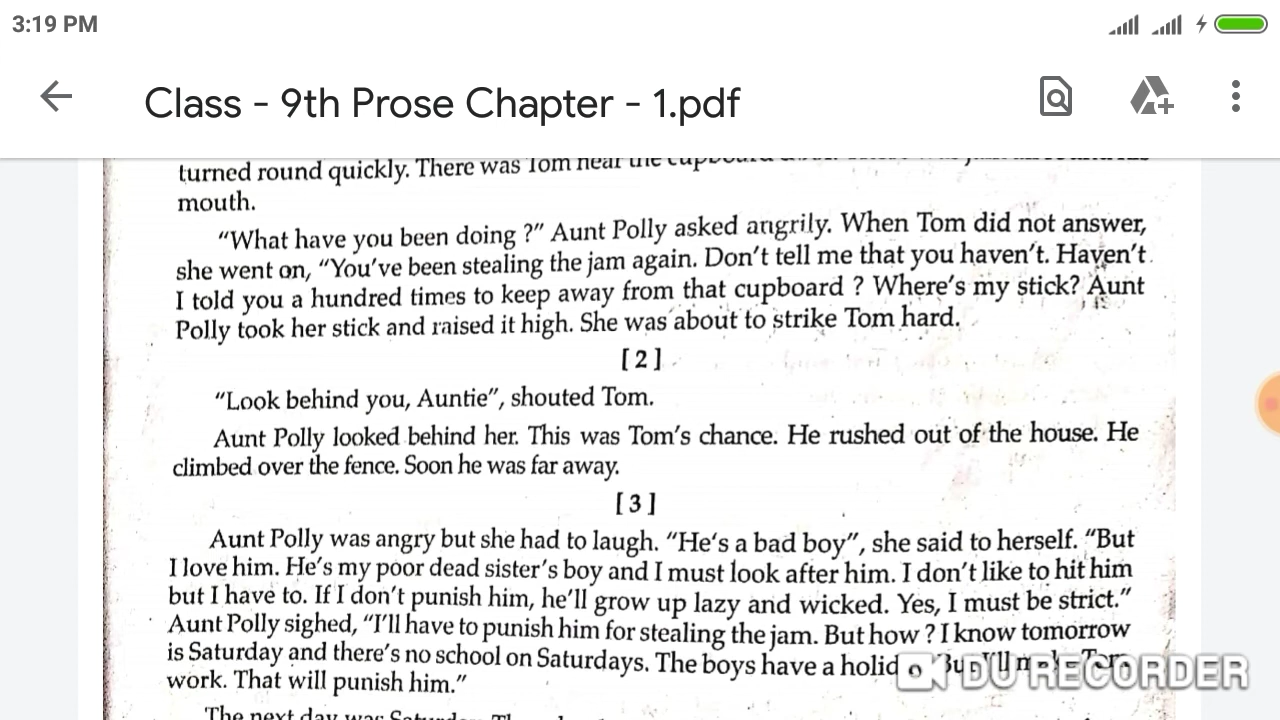 3:19 PM
Class - 9th Prose Chapter - 1.pdf
turned round quickly. There was Tom near the cupboard
mouth.
“What have you been doing ?” Aunt Polly asked angrily. When Tom did not answer,
she went on, “You’ve been stealing the jam again. Don’t tell me that you haven’t. Haven’t
I told you a hundred times to keep away from that cupboard ? Where’s my stick? Aunt
Polly took her stick and raised it high. She was about to strike Tom hard.
[2]
“Look behind you, Auntie”, shouted Tom.
Aunt Polly looked behind her. This was Tom’s chance. He rushed out of the house. He
climbed over the fence. Soon he was far away.
[3]
Aunt Polly was angry but she had to laugh. “He’s a bad boy”, she said to herself. “But
I love him. He’s my poor dead sister’s boy and I must look after him. I don’t like to hit him
but I have to. If I don’t punish him, he’ll grow up lazy and wicked. Yes, I must be strict.”
Aunt Polly sighed, “I’ll have to punish him for stealing the jam. But how ? I know tomorrow
is Saturday and there’s no school on Saturdays. The boys have a
work. That will punish him.”
The next day was
DU RECORDER